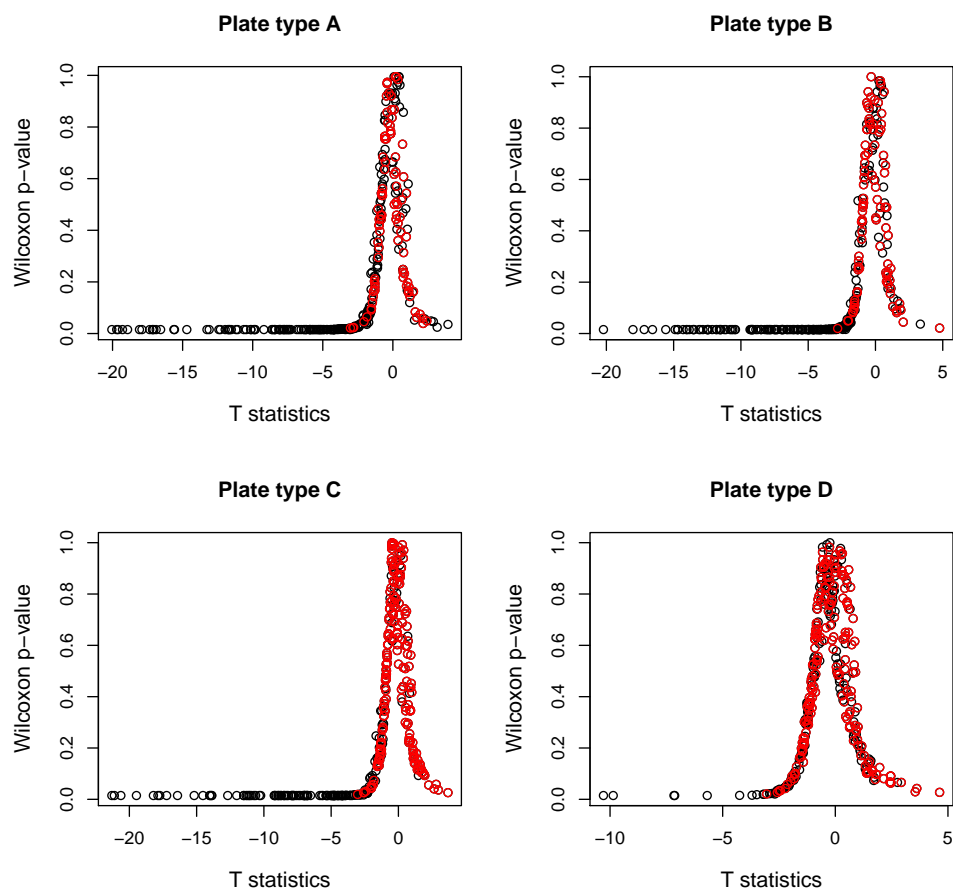 Plate type A
Wilcoxon p−value
1.0
0.8
0.6
0.4
0.2
0.0
−20 −15 −10 −5 0
T statistics
Plate type B
Wilcoxon p−value
1.0
0.8
0.6
0.4
0.2
0.0
−20 −15 −10 −5 0 5
T statistics
Plate type C
Wilcoxon p−value
1.0
0.8
0.6
0.4
0.2
0.0
−20 −15 −10 −5 0
T statistics
Plate type D
Wilcoxon p−value
1.0
0.8
0.6
0.4
0.2
0.0
−10 −5 0 5
T statistics